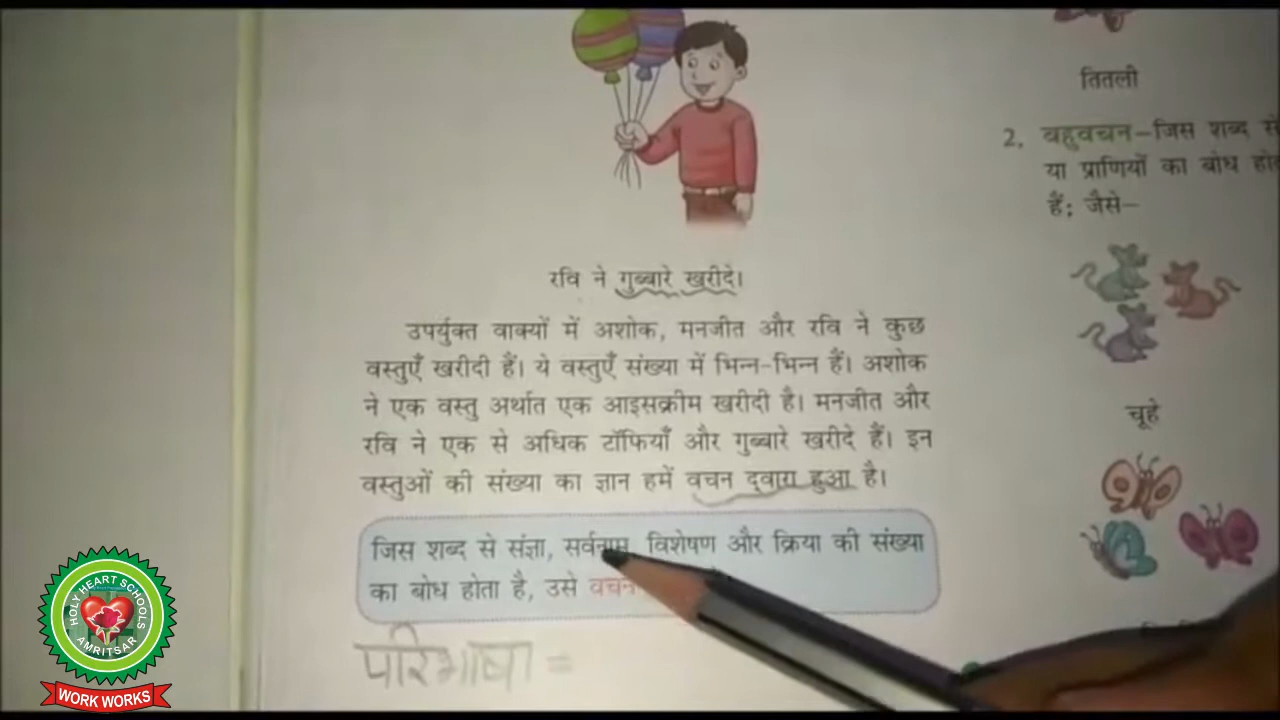 रवि ने गुब्बारे खरीदे।
उपर्युक्त वाक्यों में अशोक, मनजीत और रवि ने कुछ
वस्तुएँ खरीदी हैं। ये वस्तुएँ संख्या में भिन्न-भिन्न हैं। अशोक
ने एक वस्तु अर्थात एक आइसक्रीम खरीदी है। मनजीत और
रवि ने एक से अधिक टॉफियाँ और गुब्बारे खरीदे हैं। इन
वस्तुओं की संख्या का ज्ञान हमें वचन द्वारा हुआ है।
जिस शब्द से संज्ञा, सर्वनाम, विशेषण और क्रिया की संख्या
का बोध होता है, उसे वचन
परिभाषा =
तितली
2. बहुवचन–जिस शब्द से
या प्राणियों का बोध
हैं; जैसे–
चूहे
HOLY HEART SCHOOLS
AMRITSAR
WORK WORKS